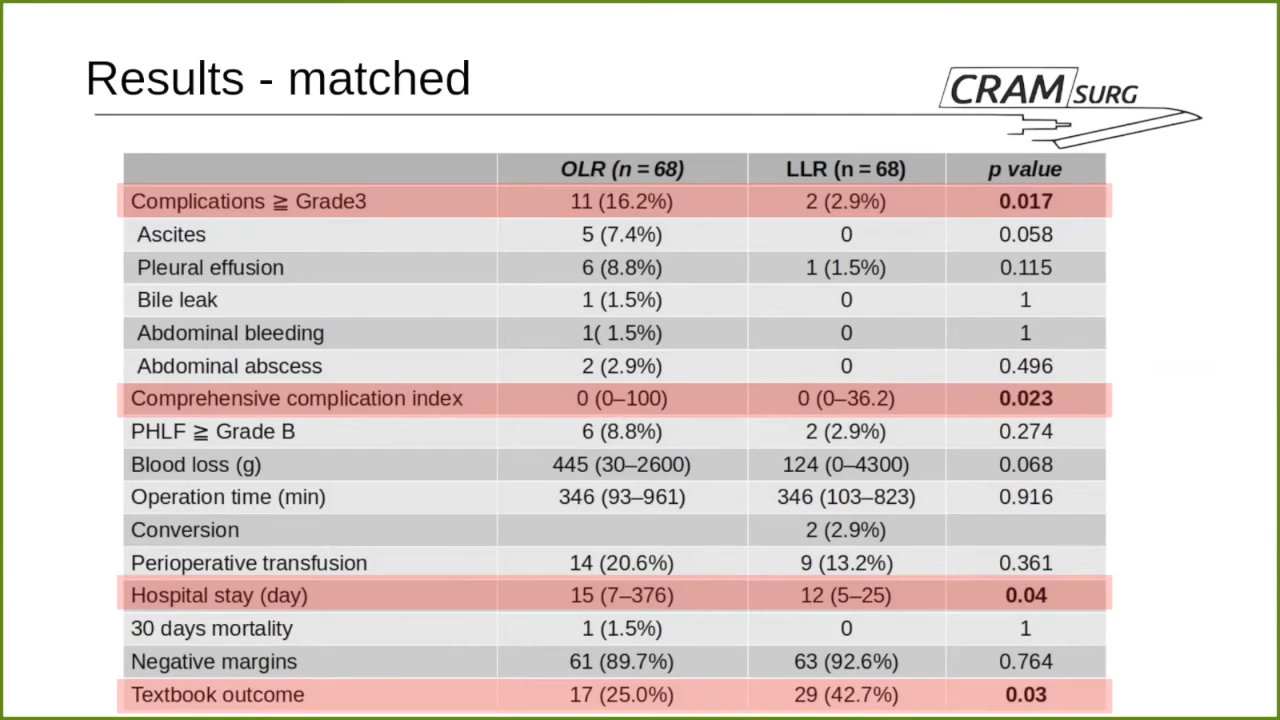 Results - matched
CRAM SURG
OLR (n = 68) LLR (n = 68) p value
Complications ≧ Grade3 11 (16.2%) 2 (2.9%) 0.017
Ascites 5 (7.4%) 0 0.058
Pleural effusion 6 (8.8%) 1 (1.5%) 0.115
Bile leak 1 (1.5%) 0 1
Abdominal bleeding 1( 1.5%) 0 1
Abdominal abscess 2 (2.9%) 0 0.496
Comprehensive complication index 0 (0–100) 0 (0–36.2) 0.023
PHLF ≧ Grade B 6 (8.8%) 2 (2.9%) 0.274
Blood loss (g) 445 (30–2600) 124 (0–4300) 0.068
Operation time (min) 346 (93–961) 346 (103–823) 0.916
Conversion 2 (2.9%)
Perioperative transfusion 14 (20.6%) 9 (13.2%) 0.361
Hospital stay (day) 15 (7–376) 12 (5–25) 0.04
30 days mortality 1 (1.5%) 0 1
Negative margins 61 (89.7%) 63 (92.6%) 0.764
Textbook outcome 17 (25.0%) 29 (42.7%) 0.03